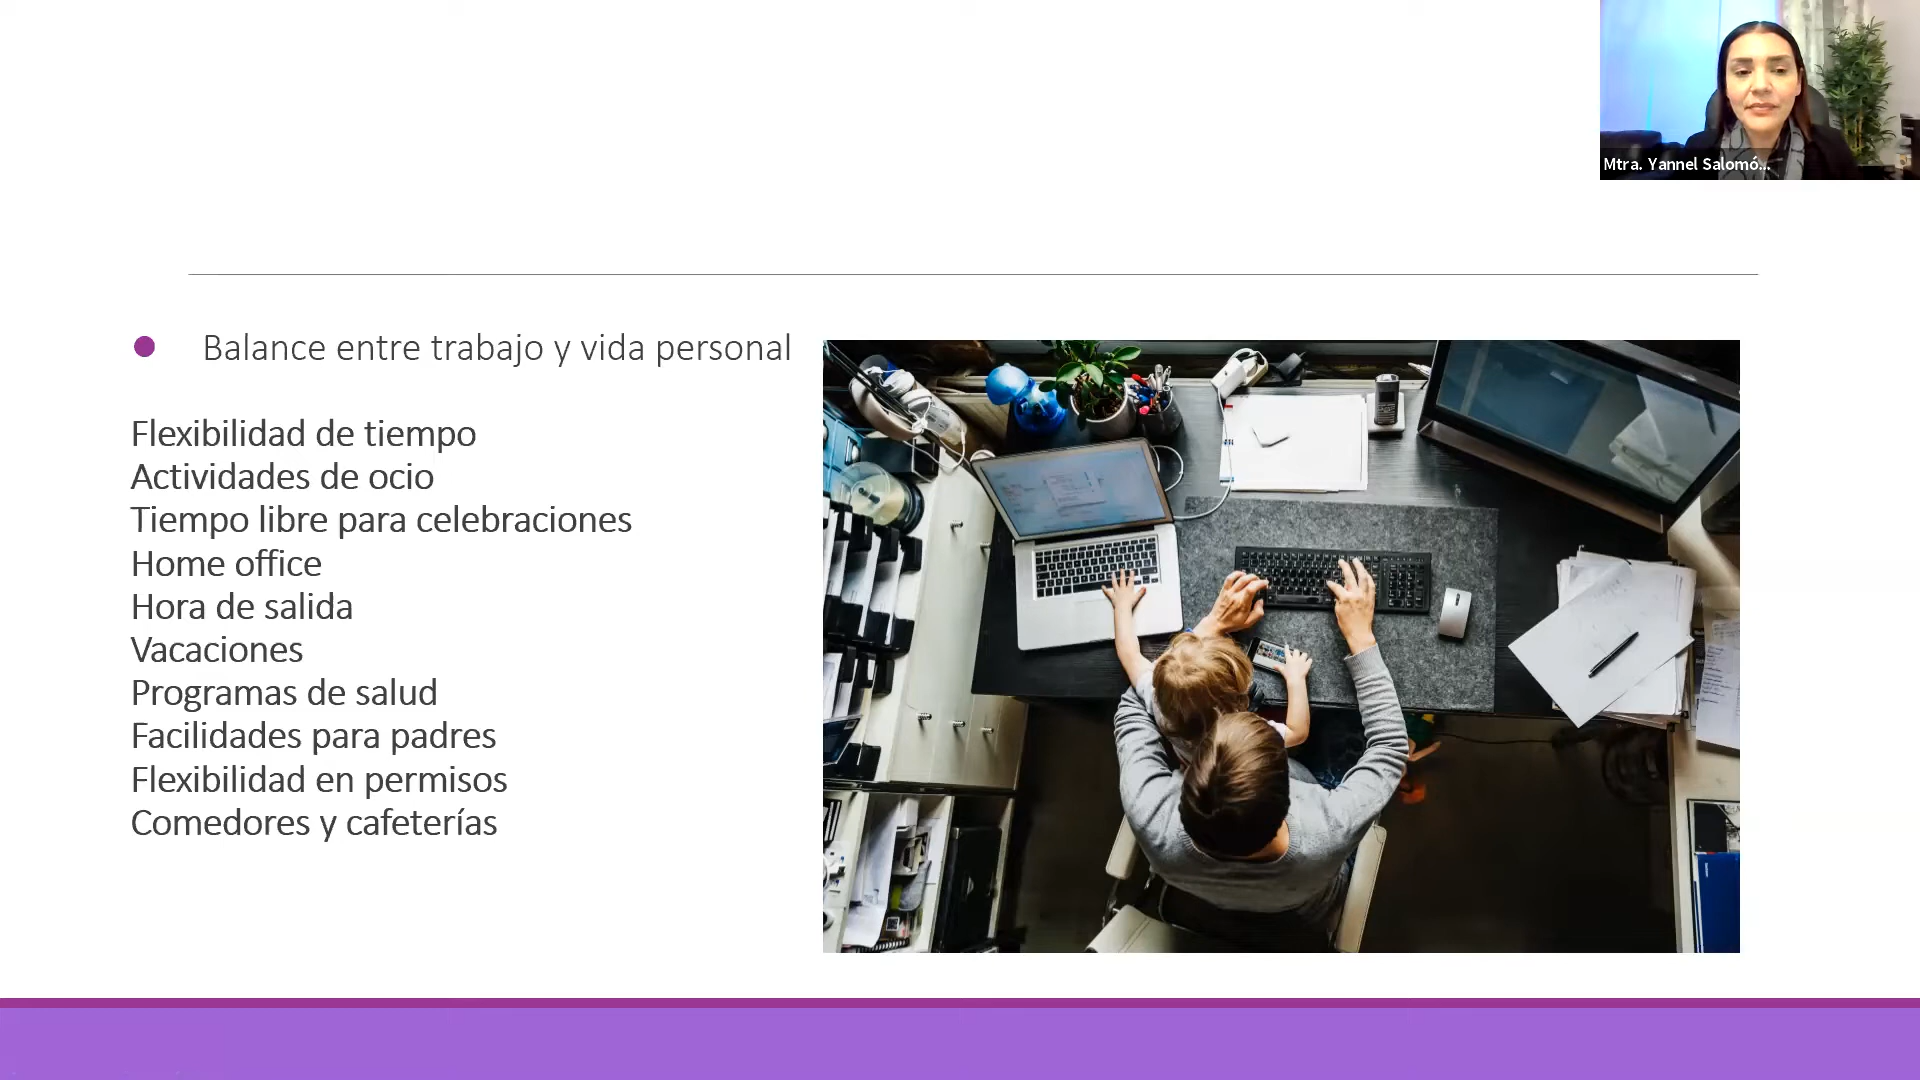 Mtra. Yannel Salomó...
Balance entre trabajo y vida personal
Flexibilidad de tiempo
Actividades de ocio
Tiempo libre para celebraciones
Home office
Hora de salida
Vacaciones
Programas de salud
Facilidades para padres
Flexibilidad en permisos
Comedores y cafeterías